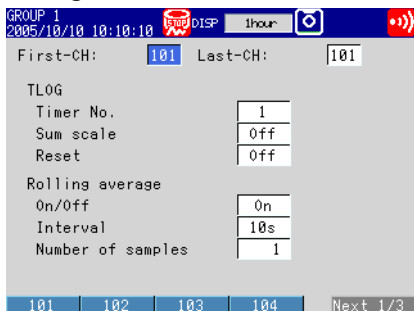 GROUP 1
2005/10/10 10:10:10 STOP DISP 1hour
First-CH: 101 Last-CH: 101
TLOG
Timer No. 1
Sum scale Off
Reset Off
Rolling average
On/Off On
Interval 10s
Number of samples 1
101 102 103 104 Next 1/3